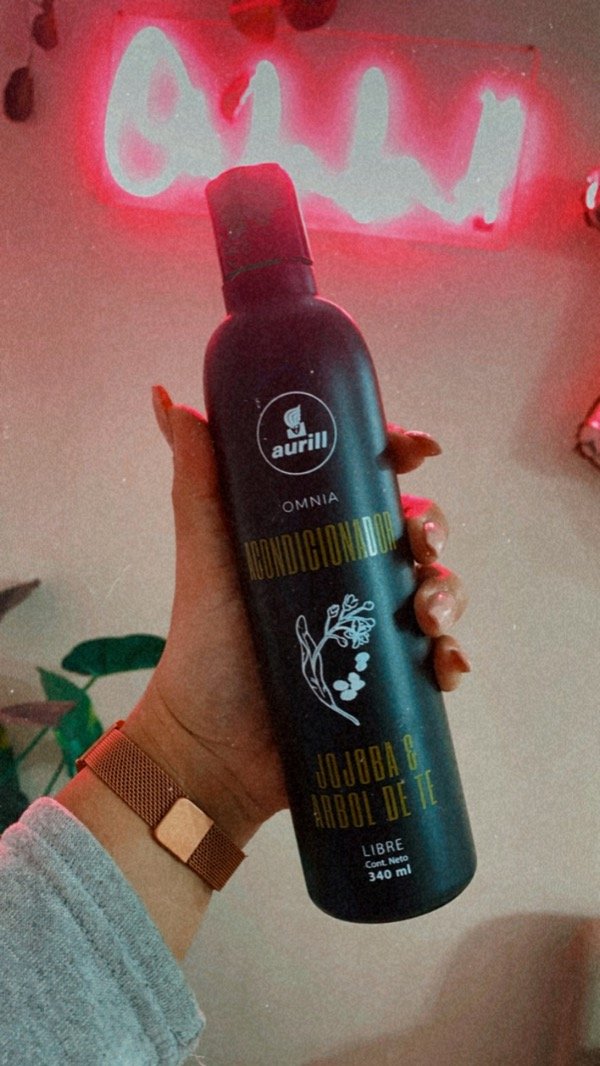 aurill
OMNIA
ACONDICIONADOR
JOJOBA &
ARBOL DE TE
LIBRE
Cont. Neto
340 ml